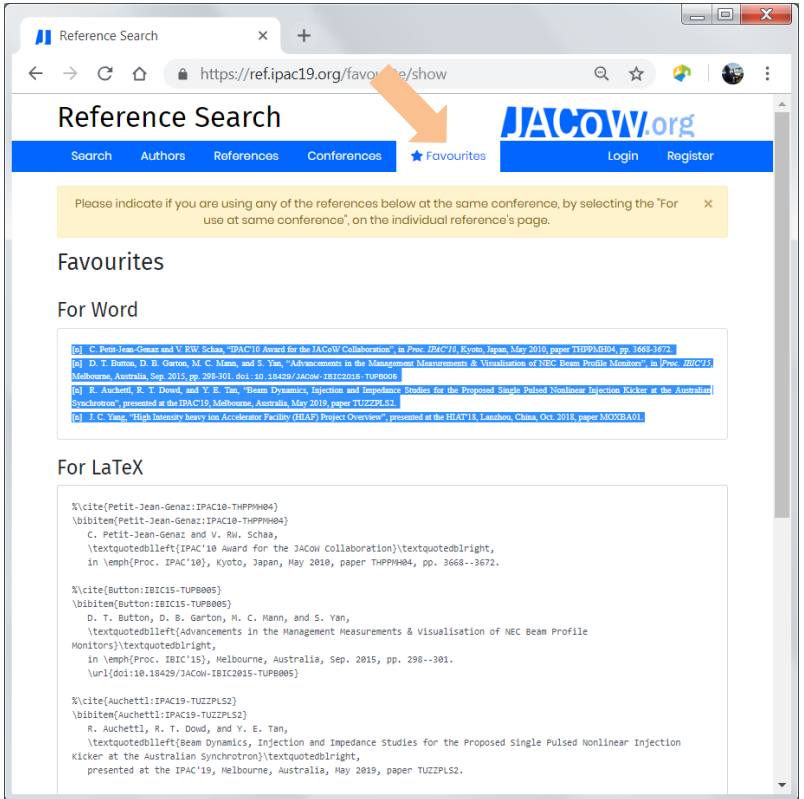 Reference Search
https://ref.ipac19.org/favourite/show
Reference Search
JACoW.org
Search Authors References Conferences Favourites Login Register
Please indicate if you are using any of the references below at the same conference, by selecting the "For
use at same conference", on the individual reference's page.
Favourites
For Word
[n] C. Petit-Jean-Genaz and V. RW. Schaa, “IPAC'10 Award for the JACoW Collaboration”, in Proc. IPAC'10, Kyoto, Japan, May 2010, paper THPPMH04, pp. 3668-3672.
[n] D. T. Button, D. B. Garton, M. C. Mann, and S. Yan, “Advancements in the Management Measurements & Visualisation of NEC Beam Profile Monitors”, in Proc. IBIC'15,
Melbourne, Australia, Sep. 2015, pp. 298-301. doi:10.18429/JACoW-IBIC2015-TUPB005
[n] R. Auchettl, R. T. Dowd, and Y. E. Tan, “Beam Dynamics, Injection and Impedance Studies for the Proposed Single Pulsed Nonlinear Injection Kicker at the Australian
Synchrotron”, presented at the IPAC'19, Melbourne, Australia, May 2019, paper TUZZPLS2.
[n] J. C. Yang, “High Intensity heavy ion Accelerator Facility (HIAF) Project Overview”, presented at the HIAT'18, Lanzhou, China, Oct. 2018, paper MOXBA01.
For LaTeX
%\cite{Petit-Jean-Genaz:IPAC10-THPPMH04}
\bibitem{Petit-Jean-Genaz:IPAC10-THPPMH04}
C. Petit-Jean-Genaz and V. RW. Schaa,
\textquotedblleft{IPAC'10 Award for the JACoW Collaboration}\textquotedblright,
in \emph{Proc. IPAC'10}, Kyoto, Japan, May 2010, paper THPPMH04, pp. 3668--3672.
%\cite{Button:IBIC15-TUPB005}
\bibitem{Button:IBIC15-TUPB005}
D. T. Button, D. B. Garton, M. C. Mann, and S. Yan,
\textquotedblleft{Advancements in the Management Measurements & Visualisation of NEC Beam Profile
Monitors}\textquotedblright,
in \emph{Proc. IBIC'15}, Melbourne, Australia, Sep. 2015, pp. 298--301.
\url{doi:10.18429/JACoW-IBIC2015-TUPB005}
%\cite{Auchettl:IPAC19-TUZZPLS2}
\bibitem{Auchettl:IPAC19-TUZZPLS2}
R. Auchettl, R. T. Dowd, and Y. E. Tan,
\textquotedblleft{Beam Dynamics, Injection and Impedance Studies for the Proposed Single Pulsed Nonlinear Injection
Kicker at the Australian Synchrotron}\textquotedblright,
presented at the IPAC'19, Melbourne, Australia, May 2019, paper TUZZPLS2.